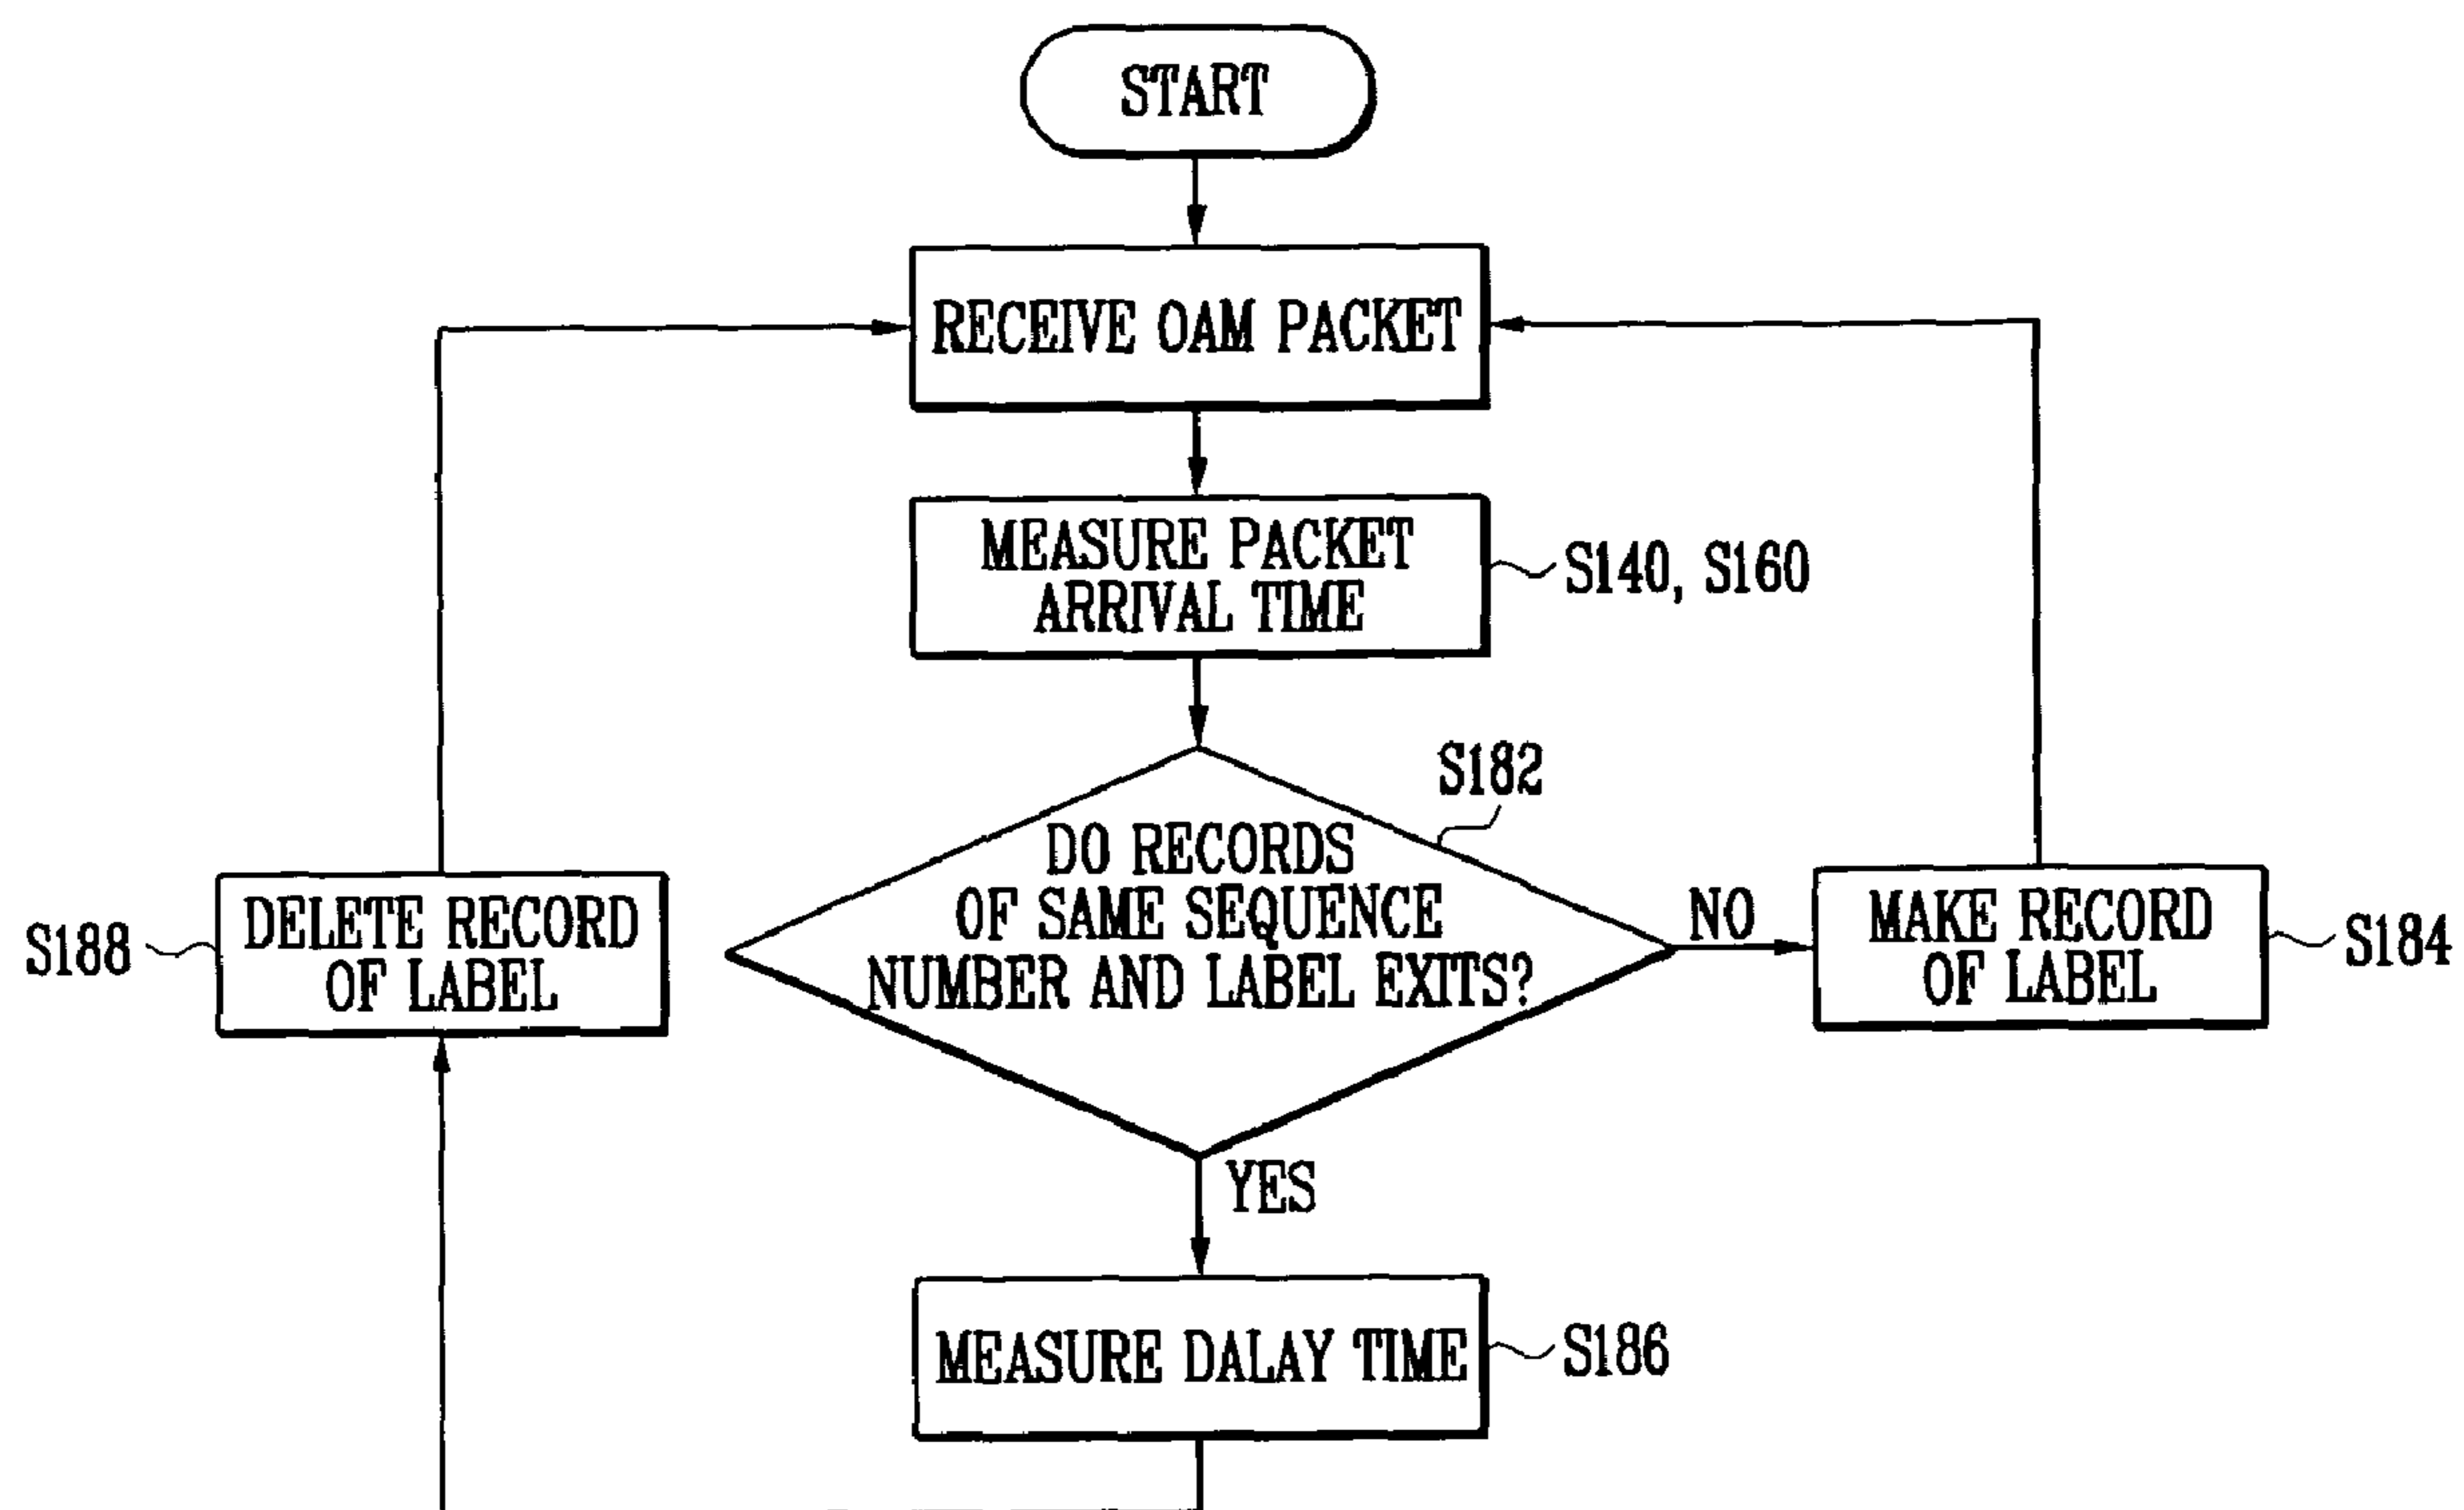 START
RECEIVE OAM PACKET
MEASURE PACKET
ARRIVAL TIME
S140, S160
S182
DO RECORDS
OF SAME SEQUENCE
NUMBER AND LABEL EXITS?
NO
MAKE RECORD
OF LABEL
S184
S188
DELETE RECORD
OF LABEL
YES
MEASURE DALAY TIME
S186